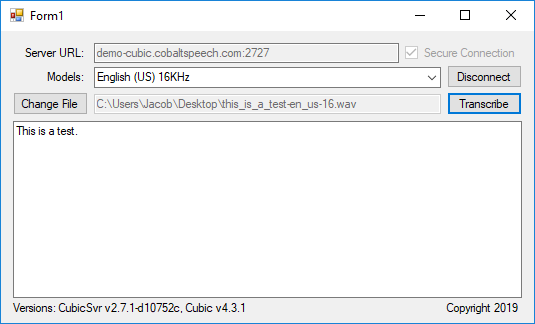 Form1
Server URL: demo-cubic.cobaltspeech.com:2727 Secure Connection
Models: English (US) 16KHz Disconnect
Change File C:\Users\Jacob\Desktop\this_is_a_test-en_us-16.wav Transcribe
This is a test.
Versions: CubicSvr v2.7.1-d10752c, Cubic v4.3.1 Copyright 2019